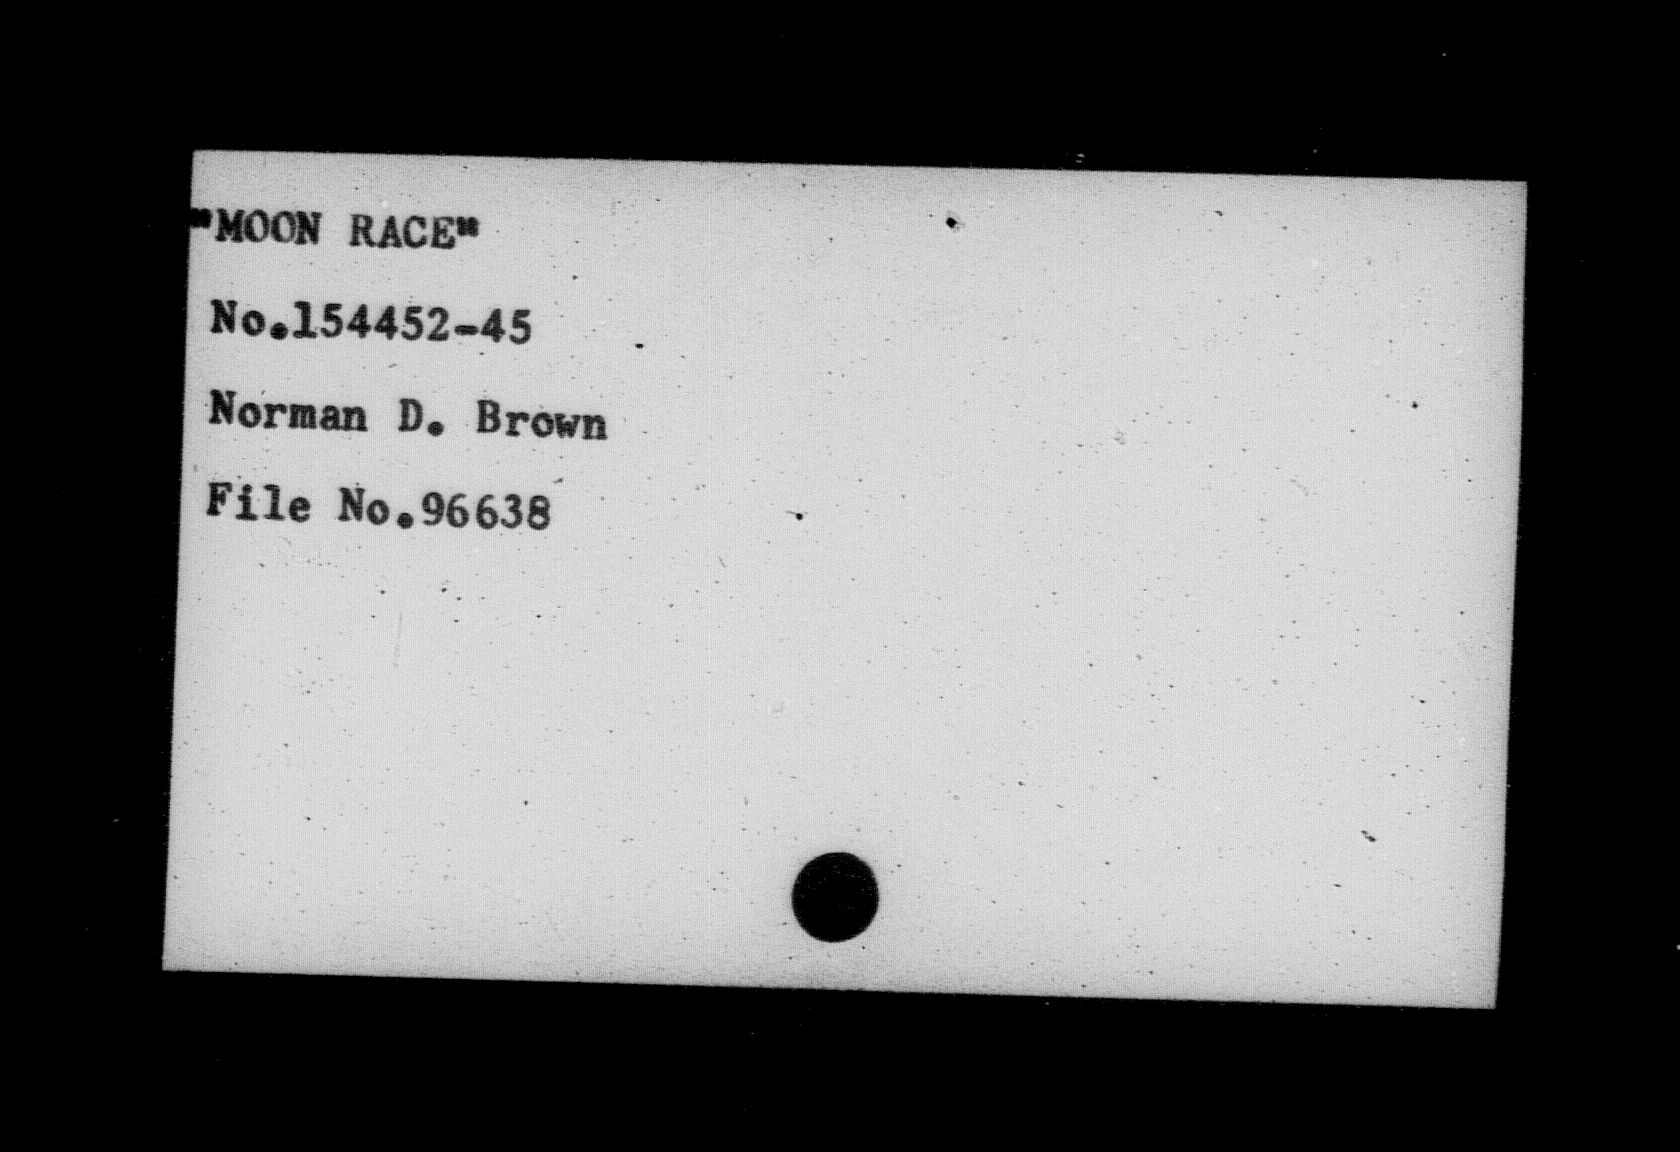 "MOON RACE"
No.154452-45
Norman D. Brown
File No.96638